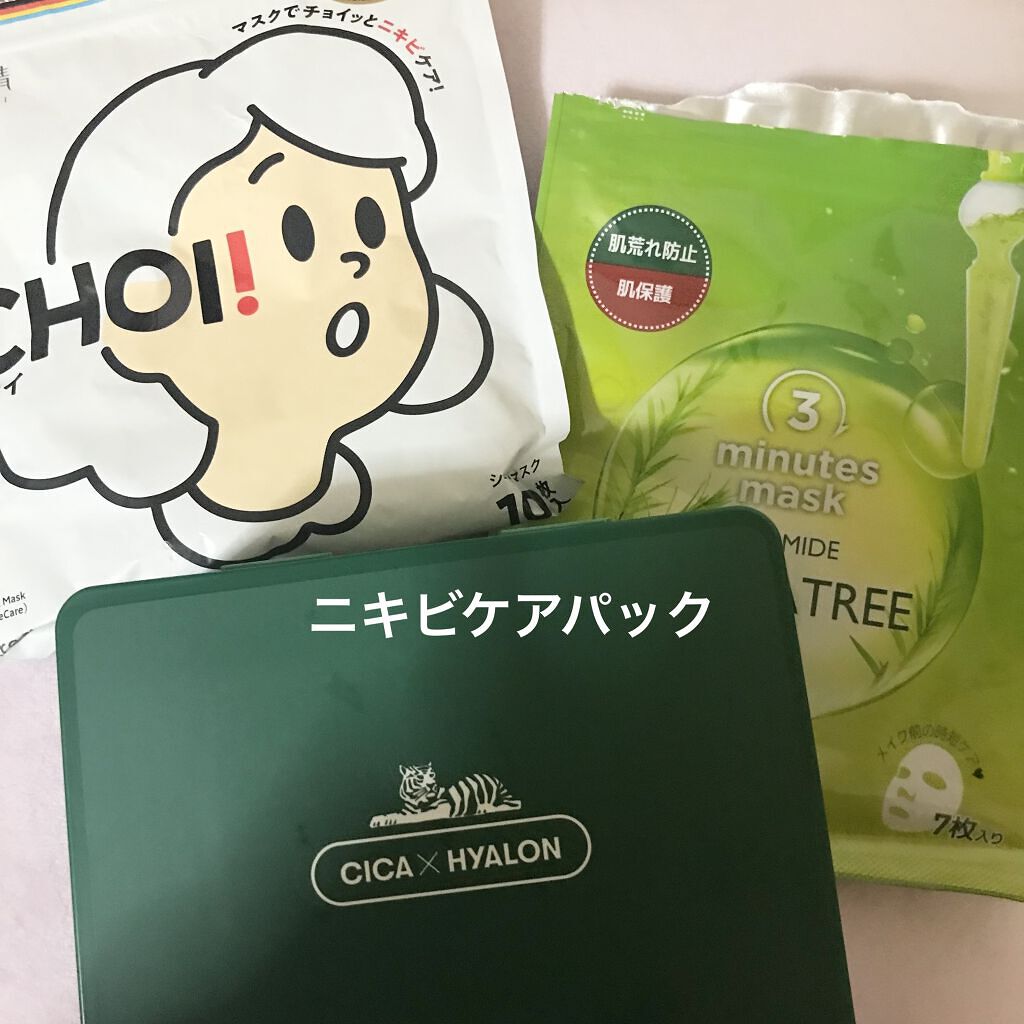 マスクでチョイッとニキビケア!
CHOI!
イ
シートマスク
10枚入
Mask
eCare)
肌荒れ防止
肌保護
3
minutes
mask
MIDE
TREE
メイク前の時短ケア
7枚入り
ニキビケアパック
CICA×HYALON